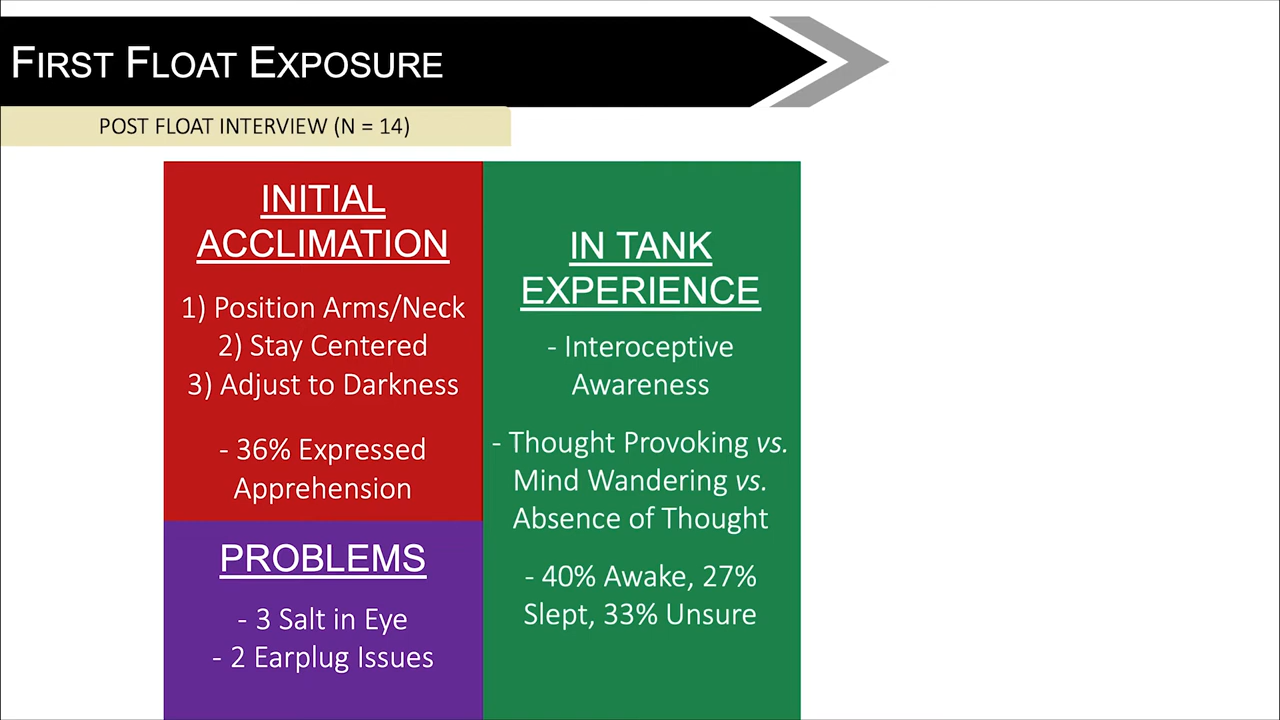 FIRST FLOAT EXPOSURE
POST FLOAT INTERVIEW (N = 14)
INITIAL
ACCLIMATION
1) Position Arms/Neck
2) Stay Centered
3) Adjust to Darkness
- 36% Expressed
Apprehension
PROBLEMS
- 3 Salt in Eye
- 2 Earplug Issues
IN TANK
EXPERIENCE
- Interoceptive
Awareness
- Thought Provoking vs.
Mind Wandering vs.
Absence of Thought
- 40% Awake, 27%
Slept, 33% Unsure